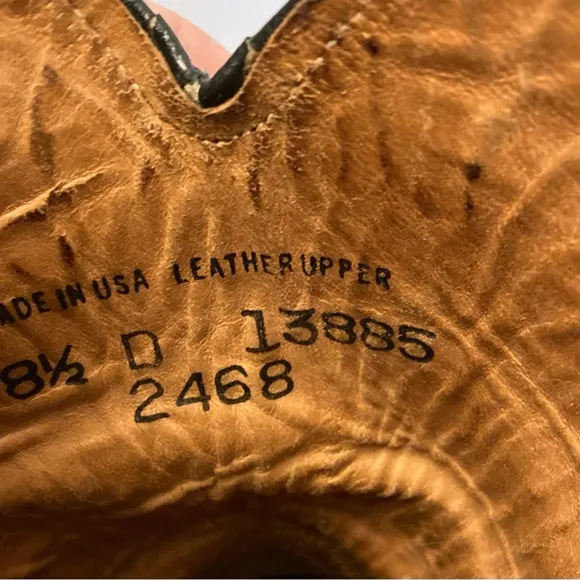 ADE IN USA LEATHER UPPER
8½ D 13885
2468